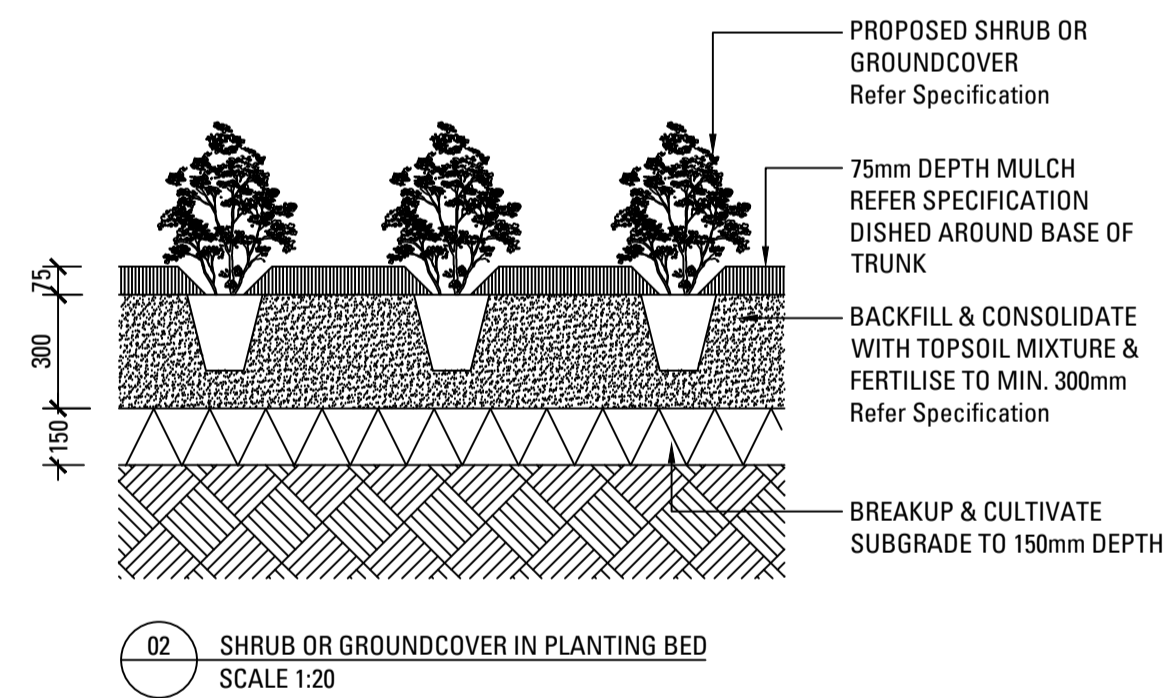 PROPOSED SHRUB OR
GROUNDCOVER
Refer Specification
75mm DEPTH MULCH
REFER SPECIFICATION
DISHED AROUND BASE OF
TRUNK
BACKFILL & CONSOLIDATE
WITH TOPSOIL MIXTURE &
FERTILISE TO MIN. 300mm
Refer Specification
BREAKUP & CULTIVATE
SUBGRADE TO 150mm DEPTH
75
300
150
02 SHRUB OR GROUNDCOVER IN PLANTING BED
SCALE 1:20